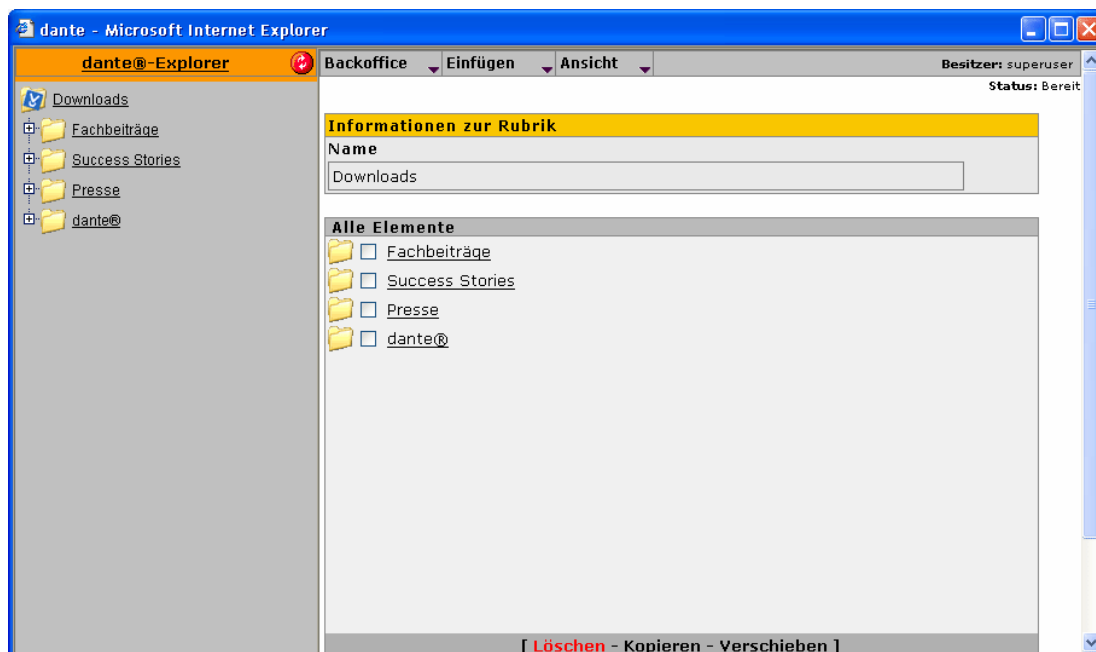 dante - Microsoft Internet Explorer
dante®-Explorer
Backoffice Einfügen Ansicht Besitzer: superuser
Status: Bereit
Downloads
Fachbeiträge
Success Stories
Presse
dante®
Informationen zur Rubrik
Name
Downloads
Alle Elemente
Fachbeiträge
Success Stories
Presse
dante®
[ Löschen - Kopieren - Verschieben ]